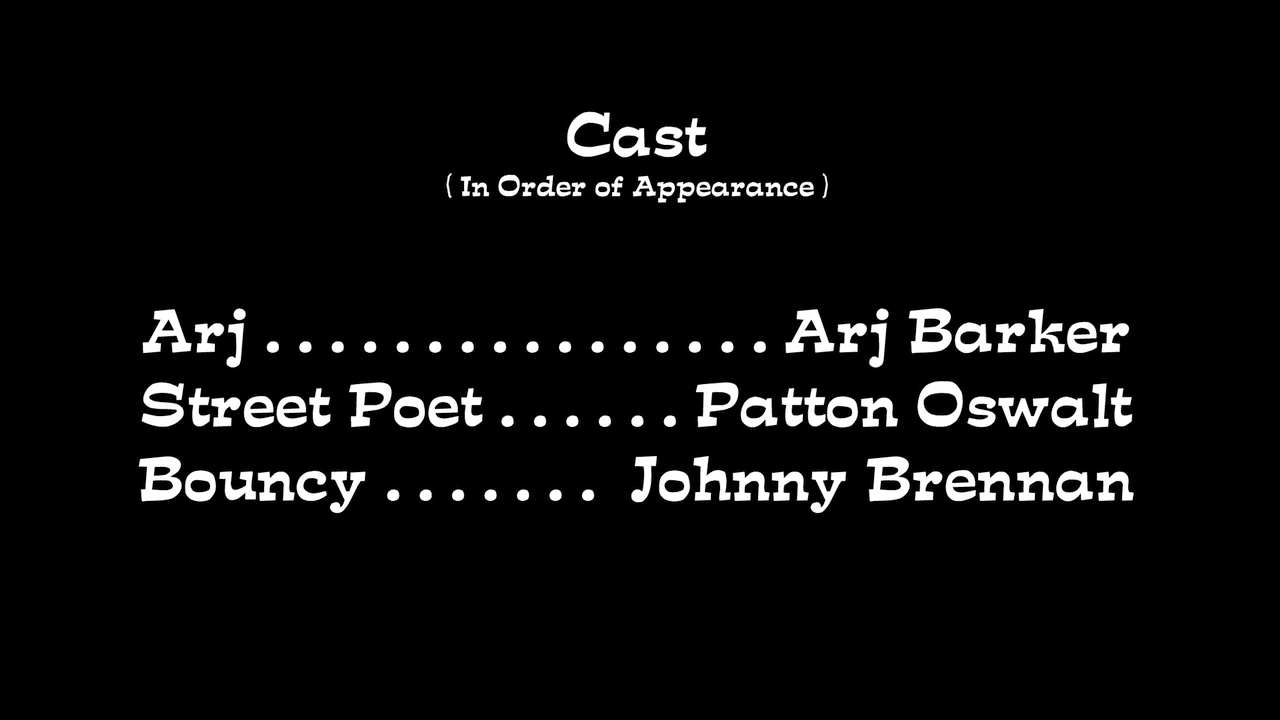 Cast
( In Order of Appearance )
Arj . . . . . . . . . . . . . . . . Arj Barker
Street Poet . . . . . . Patton Oswalt
Bouncy . . . . . . . Johnny Brennan